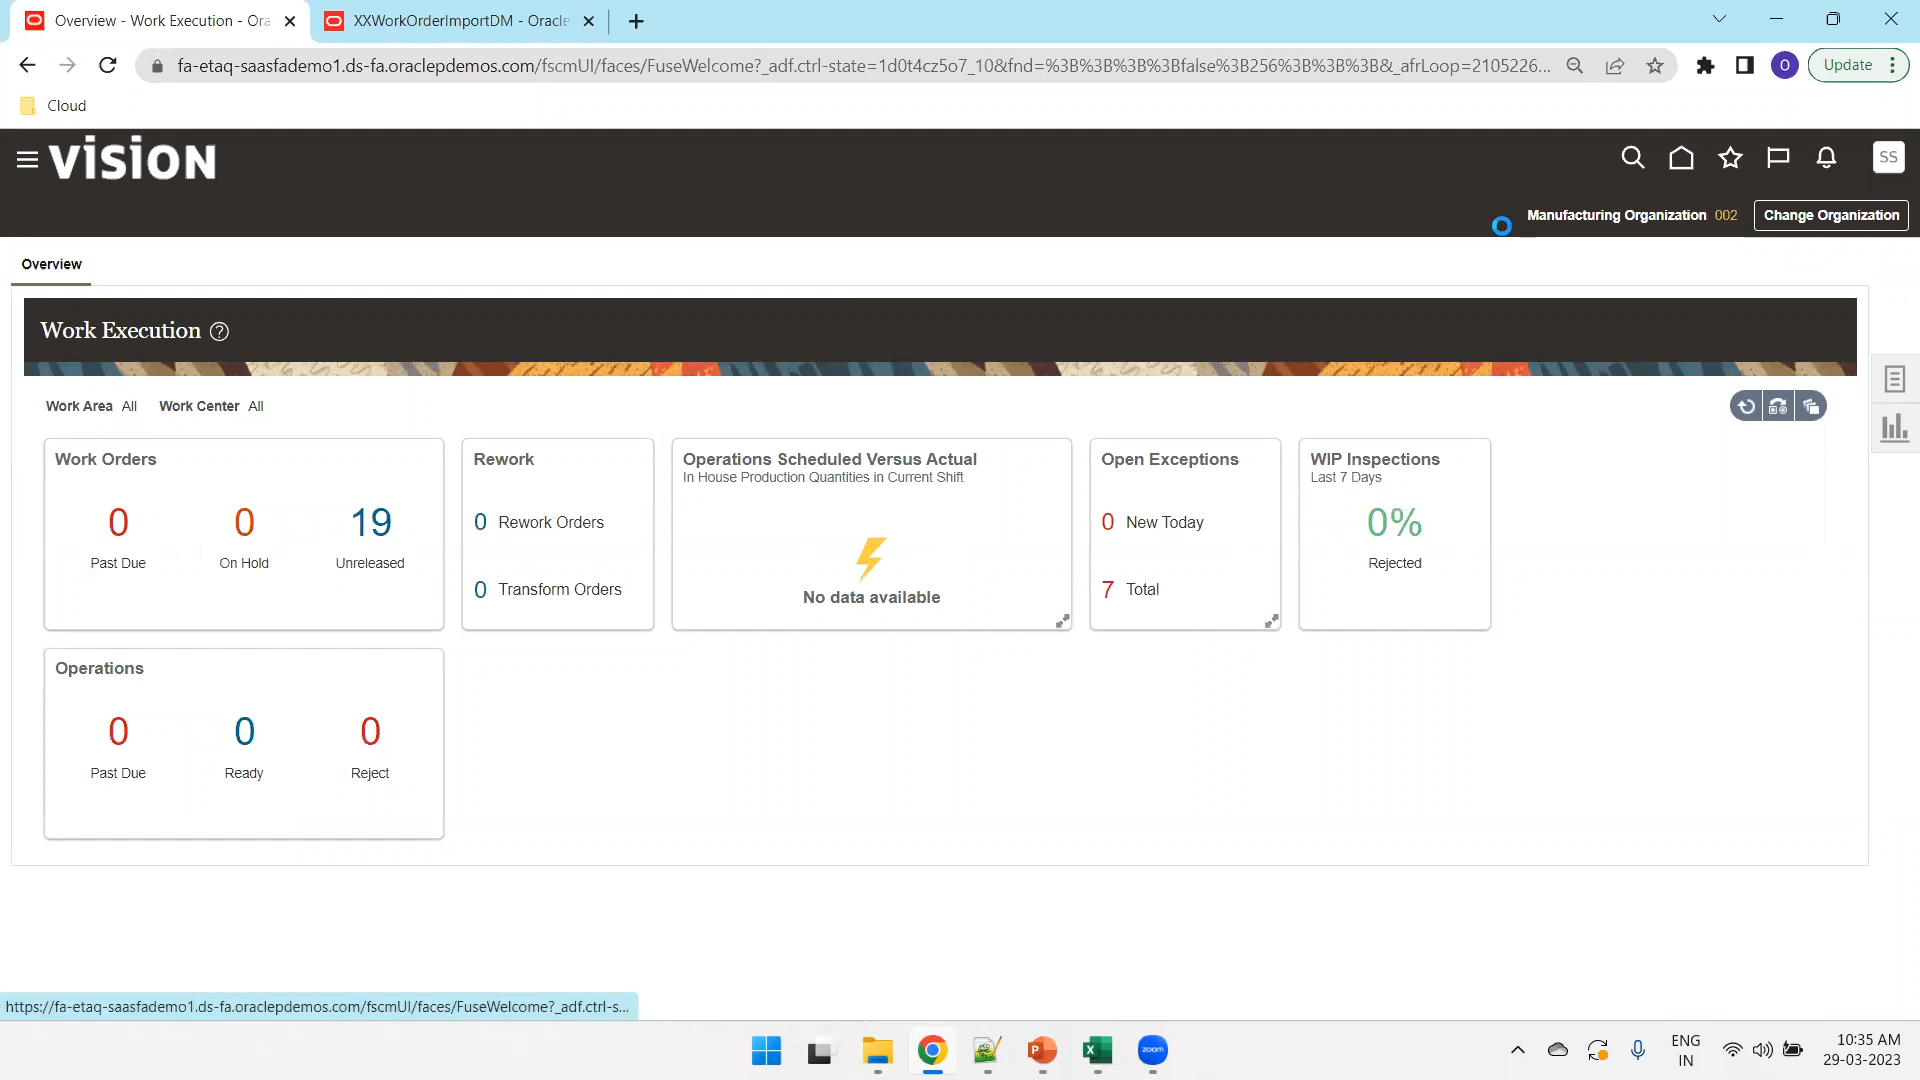 Overview - Work Execution - Ora
XXWorkOrderImportDM - Oracle
fa-etaq-saasfademo1.ds-fa.oraclepdemos.com/fscmUI/faces/FuseWelcome?_adf.ctrl-state=1d0t4cz5o7_10&fnd=%3B%3B%3B%3Bfalse%3B256%3B%3B%3B&_afrLoop=2105226...
O
Update
Cloud
VISION
SS
Manufacturing Organization 002
Change Organization
Overview
Work Execution
Work Area All Work Center All
Work Orders
0 0 19
Past Due On Hold Unreleased
Rework
0 Rework Orders
0 Transform Orders
Operations Scheduled Versus Actual
In House Production Quantities in Current Shift
No data available
Open Exceptions
0 New Today
7 Total
WIP Inspections
Last 7 Days
0%
Rejected
Operations
0 0 0
Past Due Ready Reject
https://fa-etaq-saasfademo1.ds-fa.oraclepdemos.com/fscmUI/faces/FuseWelcome?_adf.ctrl-s...
zoom
ENG
IN
10:35 AM
29-03-2023